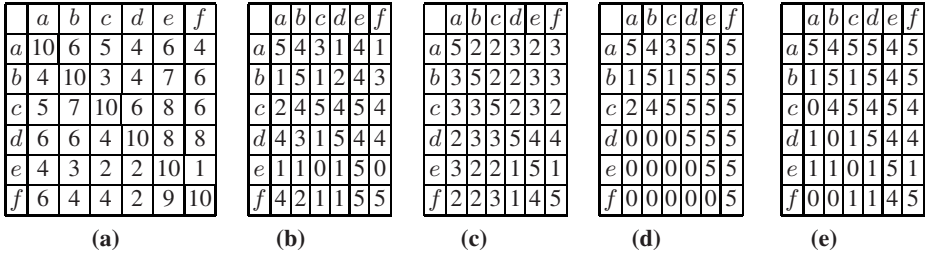 a b c d e f
a 10 6 5 4 6 4
b 4 10 3 4 7 6
c 5 7 10 6 8 6
d 6 6 4 10 8 8
e 4 3 2 2 10 1
f 6 4 4 2 9 10
(a)
a b c d e f
a 5 4 3 1 4 1
b 1 5 1 2 4 3
c 2 4 5 4 5 4
d 4 3 1 5 4 4
e 1 1 0 1 5 0
f 4 2 1 1 5 5
(b)
a b c d e f
a 5 2 2 3 2 3
b 3 5 2 2 3 3
c 3 3 5 2 3 2
d 2 3 3 5 4 4
e 3 2 2 1 5 1
f 2 2 3 1 4 5
(c)
a b c d e f
a 5 4 3 5 5 5
b 1 5 1 5 5 5
c 2 4 5 5 5 5
d 0 0 0 5 5 5
e 0 0 0 0 5 5
f 0 0 0 0 0 5
(d)
a b c d e f
a 5 4 5 5 4 5
b 1 5 1 5 4 5
c 0 4 5 4 5 4
d 1 0 1 5 4 4
e 1 1 0 1 5 1
f 0 0 1 1 4 5
(e)